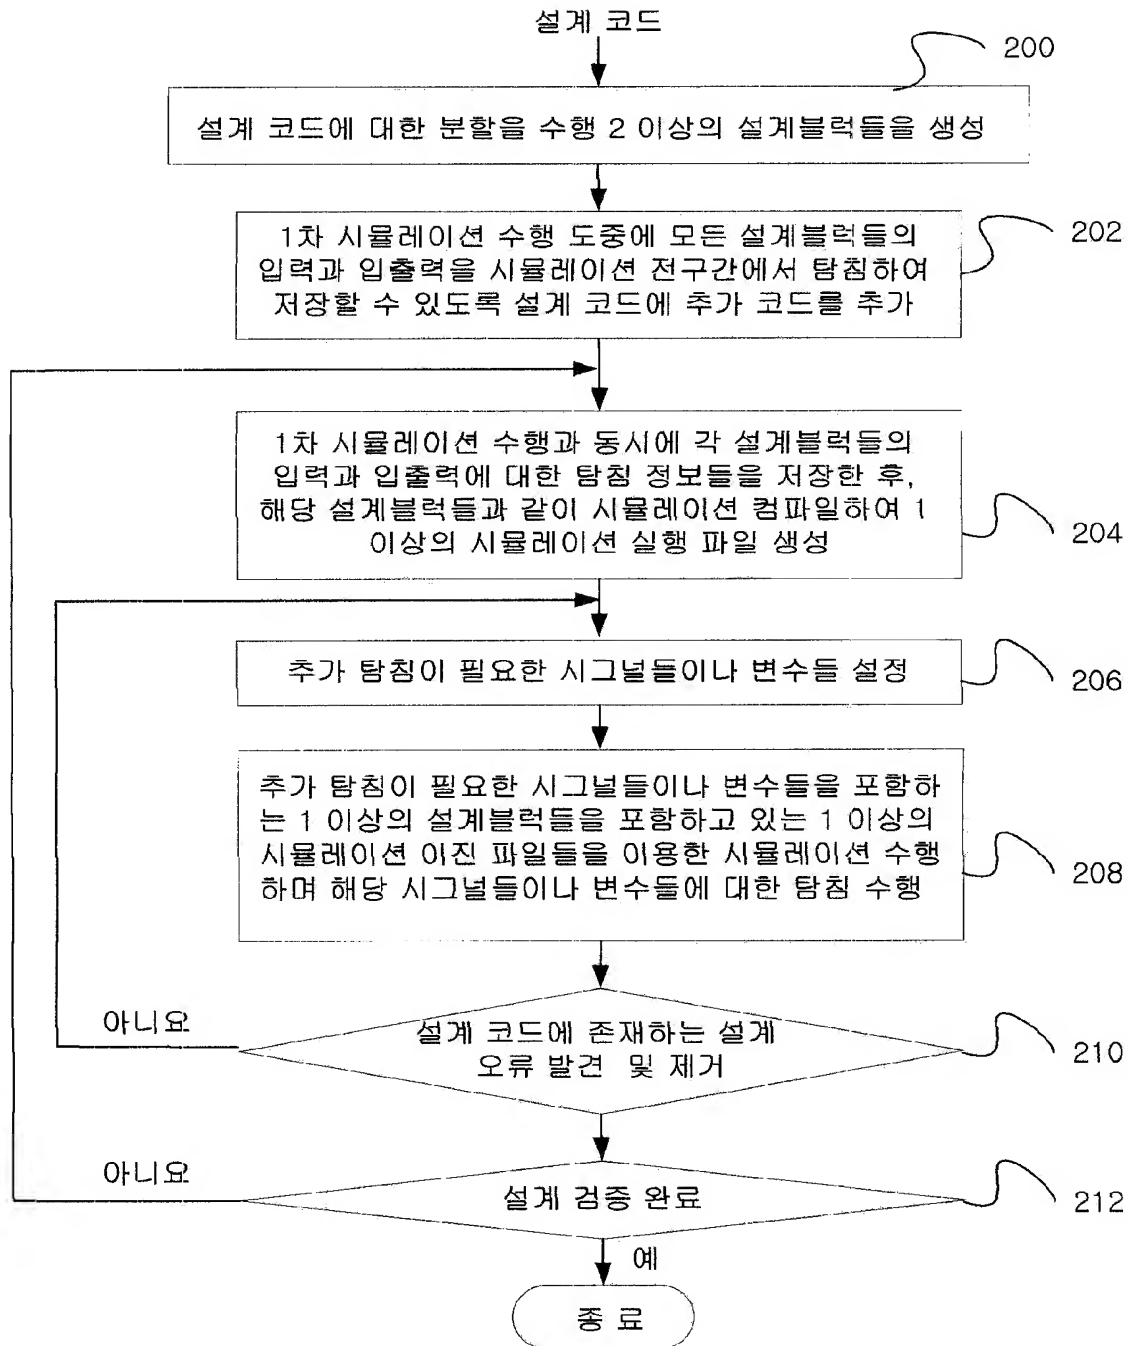 설계 코드
200
설계 코드에 대한 분할을 수행 2 이상의 설계블럭들을 생성
1차 시뮬레이션 수행 도중에 모든 설계블럭들의
입력과 입출력을 시뮬레이션 전구간에서 탐침하여
저장할 수 있도록 설계 코드에 추가 코드를 추가
202
1차 시뮬레이션 수행과 동시에 각 설계블럭들의
입력과 입출력에 대한 탐침 정보들을 저장한 후,
해당 설계블럭들과 같이 시뮬레이션 컴파일하여 1
이상의 시뮬레이션 실행 파일 생성
204
추가 탐침이 필요한 시그널들이나 변수들 설정
206
추가 탐침이 필요한 시그널들이나 변수들을 포함하
는 1 이상의 설계블럭들을 포함하고 있는 1 이상의
시뮬레이션 이진 파일들을 이용한 시뮬레이션 수행
하며 해당 시그널들이나 변수들에 대한 탐침 수행
208
아니요
설계 코드에 존재하는 설계
오류 발견 및 제거
210
아니요
설계 검증 완료
212
예
종료